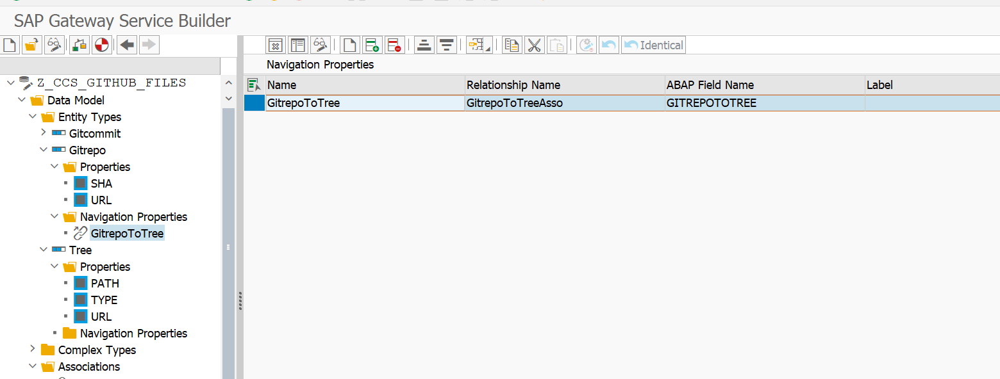 SAP Gateway Service Builder
Identical
Navigation Properties
Name Relationship Name ABAP Field Name Label
GitrepoToTree GitrepoToTreeAsso GITREPOTOTREE
Z_CCS_GITHUB_FILES
Data Model
Entity Types
Gitcommit
Gitrepo
Properties
SHA
URL
Navigation Properties
GitrepoToTree
Tree
Properties
PATH
TYPE
URL
Navigation Properties
Complex Types
Associations